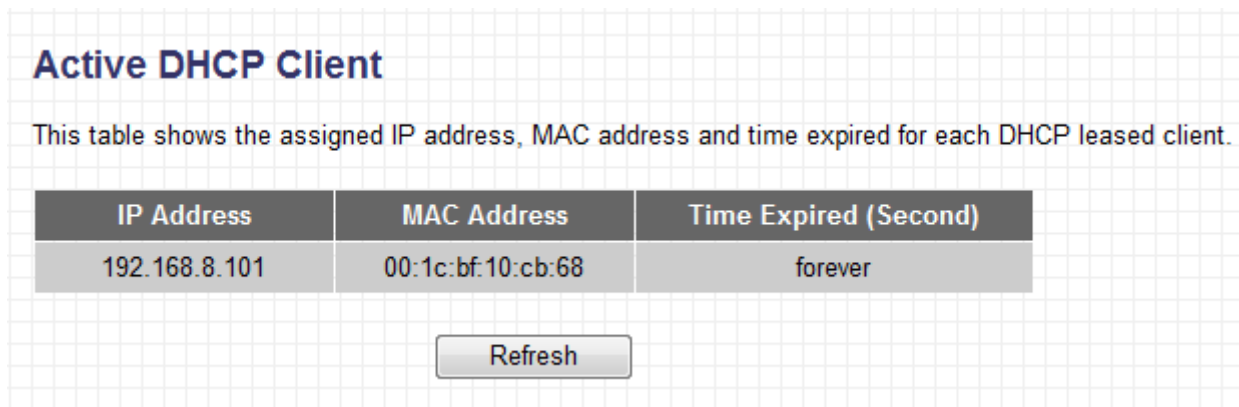 Active DHCP Client
This table shows the assigned IP address, MAC address and time expired for each DHCP leased client.
IP Address MAC Address Time Expired (Second)
192.168.8.101 00:1c:bf:10:cb:68 forever
Refresh